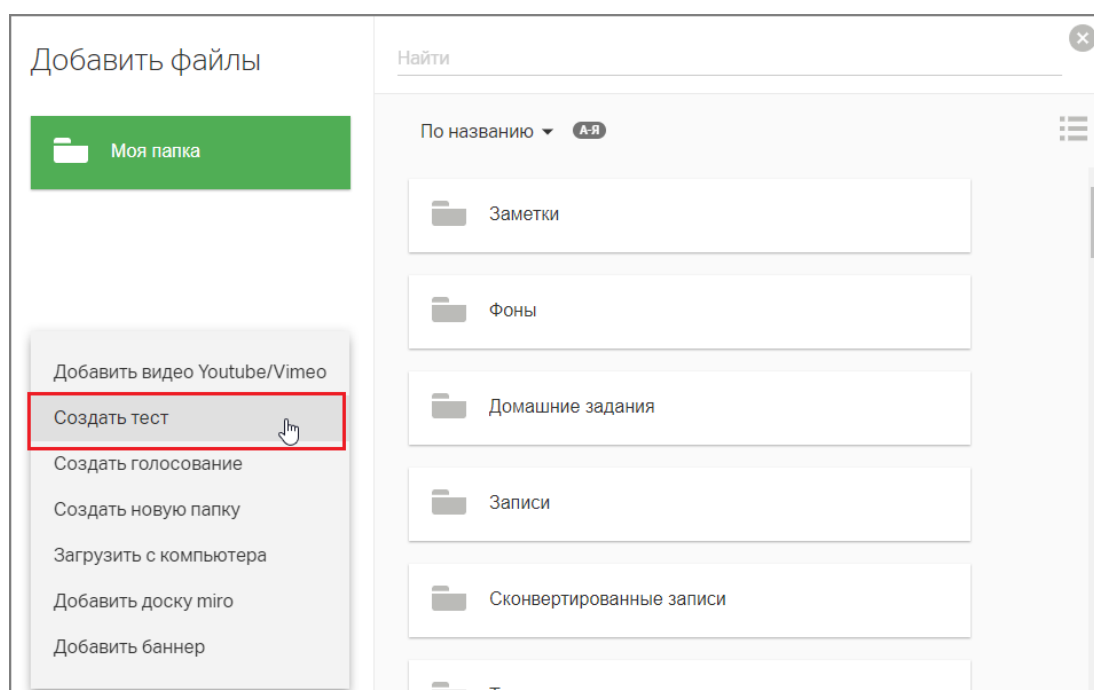 Добавить файлы
Моя папка
Добавить видео Youtube/Vimeo
Создать тест
Создать голосование
Создать новую папку
Загрузить с компьютера
Добавить доску miro
Добавить баннер
Найти
По названию
А-Я
Заметки
Фоны
Домашние задания
Записи
Сконвертированные записи